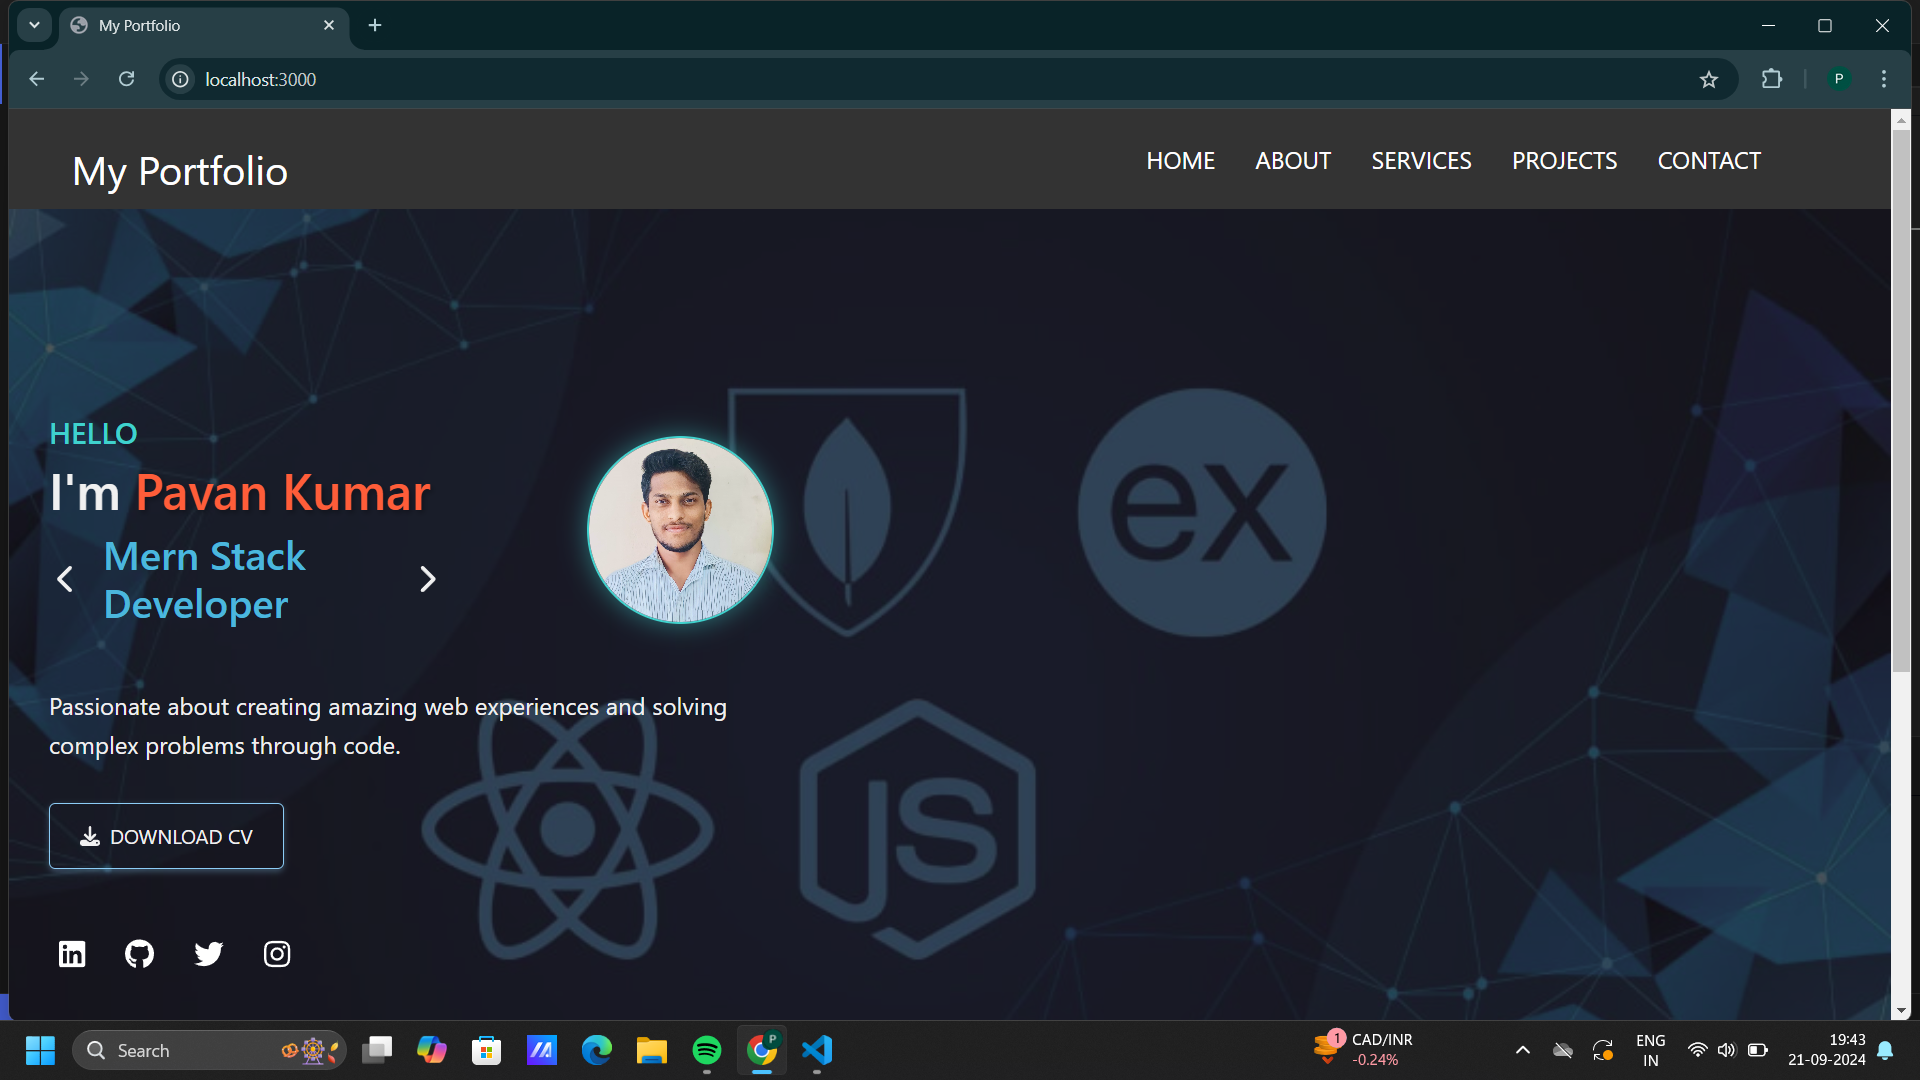 My Portfolio
localhost:3000
P
My Portfolio
HOME
ABOUT
SERVICES
PROJECTS
CONTACT
HELLO
I'm Pavan Kumar
Mern Stack
Developer
ex
Passionate about creating amazing web experiences and solving
complex problems through code.
JS
DOWNLOAD CV
in
Search
P
1
CAD/INR
-0.24%
ENG
IN
19:43
21-09-2024